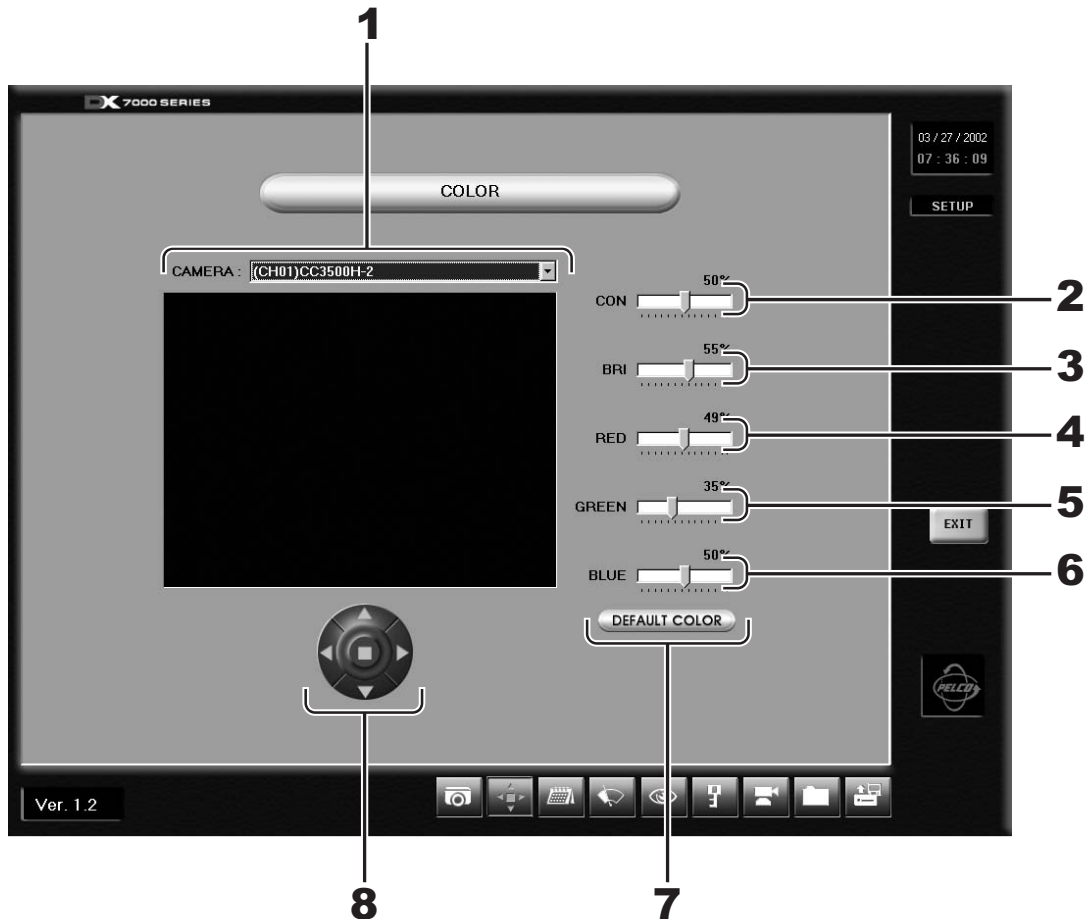 1
DX 7000 SERIES
03 / 27 / 2002
07 : 36 : 09
COLOR
SETUP
CAMERA : (CH01)CC3500H-2
50%
CON
2
55%
BRI
3
49%
RED
4
35%
GREEN
5
EXIT
50%
BLUE
6
DEFAULT COLOR
PELCO
Ver. 1.2
8
7